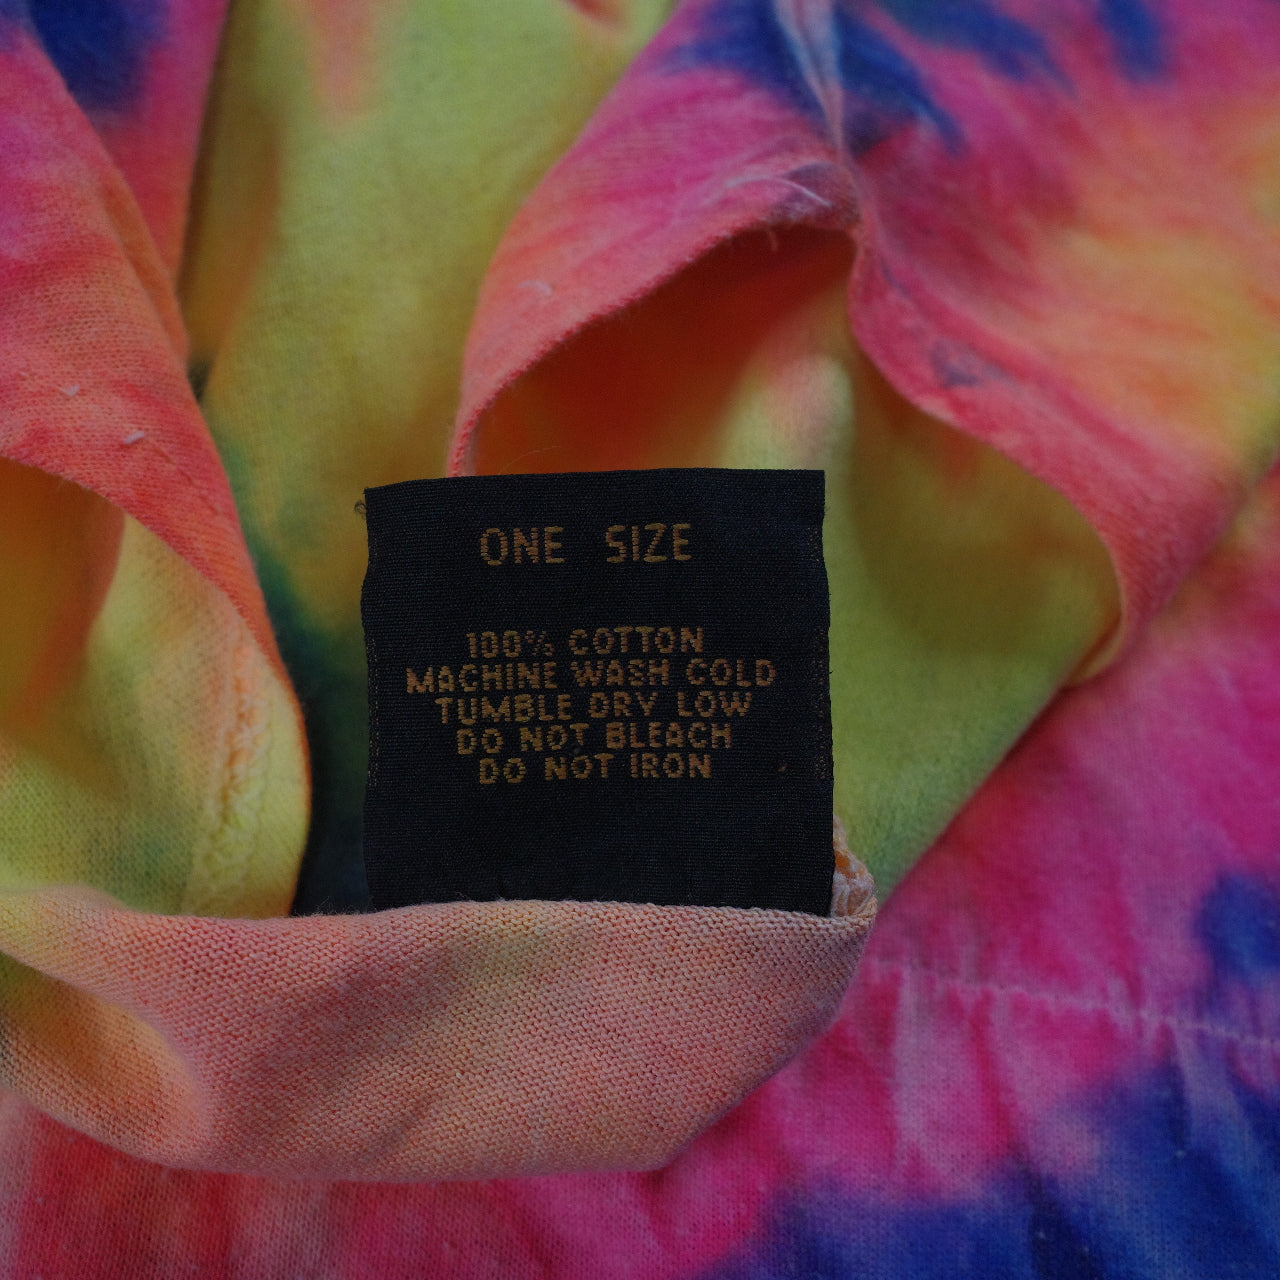 ONE SIZE
100% COTTON
MACHINE WASH COLD
TUMBLE DRY LOW
DO NOT BLEACH
DO NOT IRON